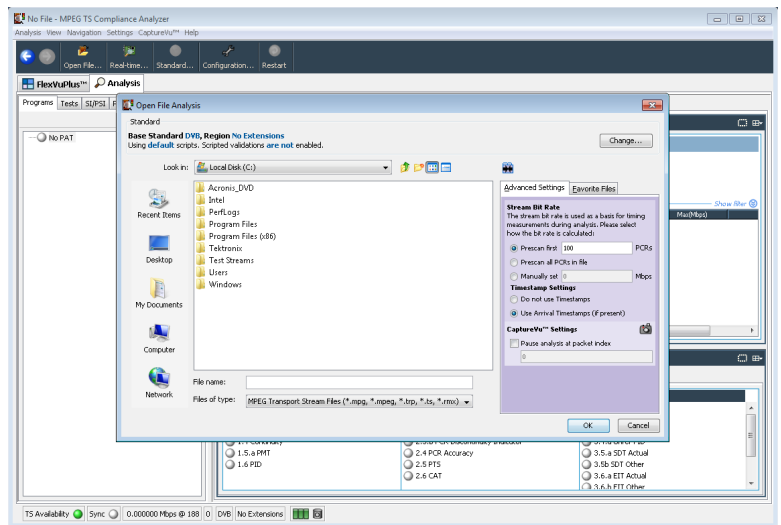 No File - MPEG TS Compliance Analyzer
Analysis View Navigation Settings CaptureVu™ Help
Open File... Real-time... Standard... Configuration... Restart
FlexVuPlus™ Analysis
Programs Tests SI/PSI
No PAT
Open File Analysis
Standard
Base Standard DVB, Region No Extensions
Using default scripts. Scripted validations are not enabled.
Change...
Look in: Local Disk (C:)
Recent Items
Desktop
My Documents
Computer
Network
Acronis_DVD
Intel
PerfLogs
Program Files
Program Files (x86)
Tektronix
Test Streams
Users
Windows
File name:
Files of type: MPEG Transport Stream Files (*.mpg, *.mpeg, *.trp, *.ts, *.rmx)
Advanced Settings Favorite Files
Stream Bit Rate
The stream bit rate is used as a basis for timing
measurements during analysis. Please select
how the bit rate is calculated:
Prescan first 100 PCRs
Prescan all PCRs in file
Manually set 0 Mbps
Timestamp Settings
Do not use Timestamps
Use Arrival Timestamps (if present)
CaptureVu™ Settings
Pause analysis at packet index
0
OK Cancel
Show filter
Max(Mbps)
1.5.a PMT
1.6 PID
2.4 PCR Accuracy
2.5 PTS
2.6 CAT
3.5.a SDT Actual
3.5b SDT Other
3.6.a EIT Actual
3.6.b EIT Other
TS Availability Sync 0.000000 Mbps @ 188 0 DVB No Extensions